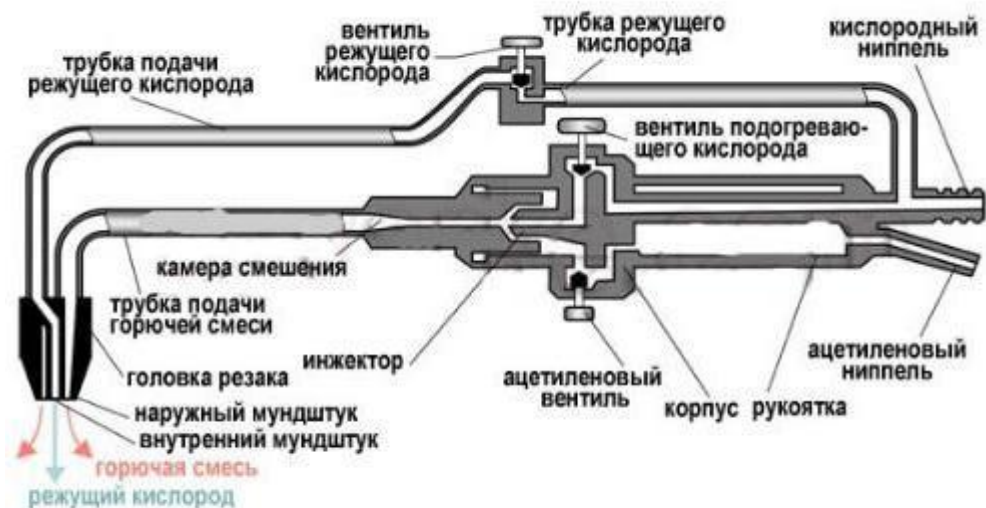 вентиль
режущего
кислорода
трубка режущего
кислорода
кислородный
ниппель
трубка подачи
режущего кислорода
вентиль подогреваю-
щего кислорода
камера смешения
трубка подачи
горючей смеси
инжектор
ацетиленовый
вентиль
корпус
рукоятка
ацетиленовый
ниппель
головка резака
наружный мундштук
внутренний мундштук
горючая смесь
режущий кислород